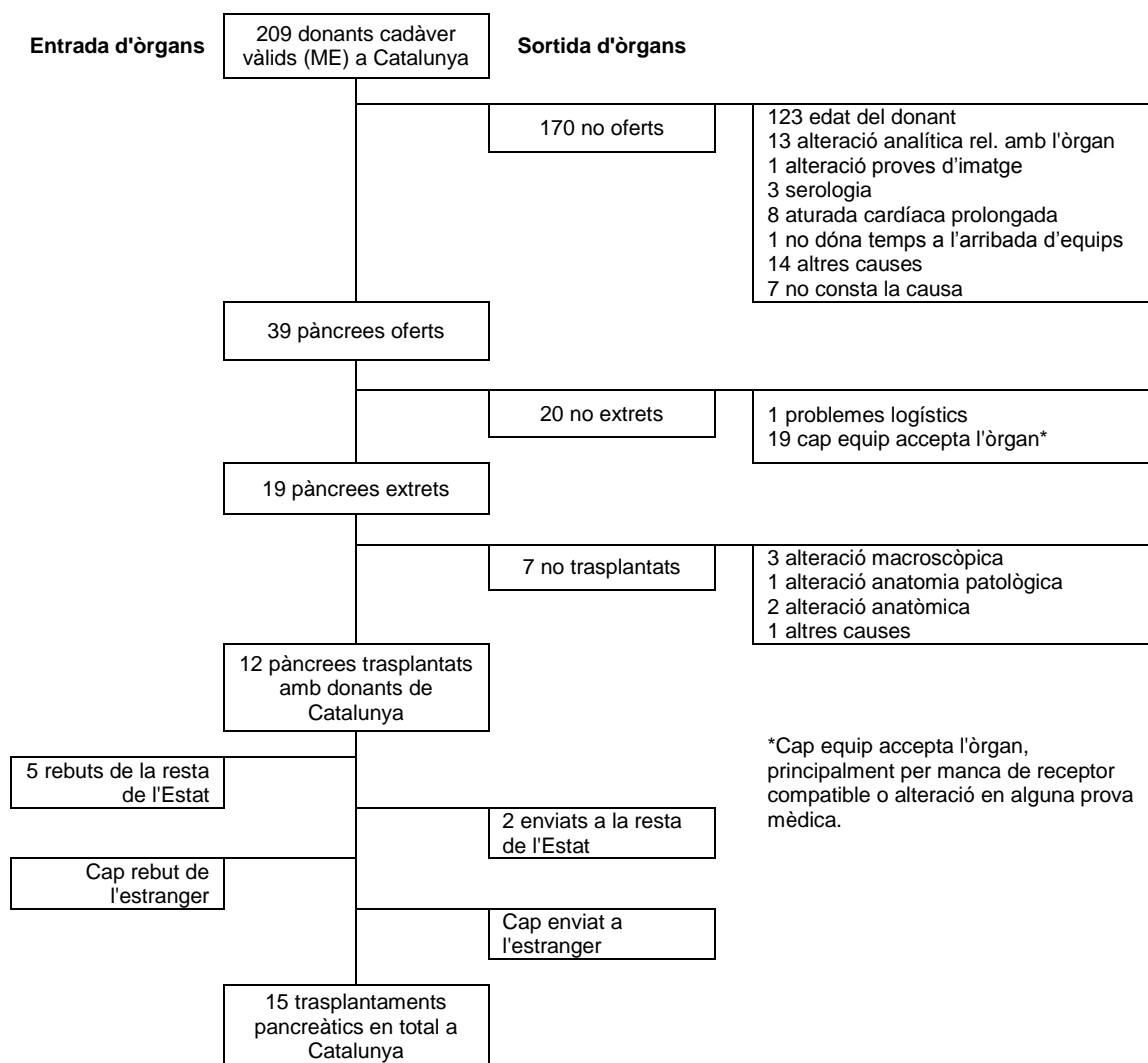 Entrada d'òrgans
209 donants cadàver
vàlids (ME) a Catalunya
Sortida d'òrgans
170 no oferts
123 edat del donant
13 alteració analítica rel. amb l'òrgan
1 alteració proves d’imatge
3 serologia
8 aturada cardíaca prolongada
1 no dóna temps a l’arribada d’equips
14 altres causes
7 no consta la causa
39 pàncrees oferts
20 no extrets
1 problemes logístics
19 cap equip accepta l'òrgan*
19 pàncrees extrets
7 no trasplantats
3 alteració macroscòpica
1 alteració anatomia patològica
2 alteració anatòmica
1 altres causes
12 pàncrees trasplantats
amb donants de
Catalunya
*Cap equip accepta l'òrgan,
principalment per manca de receptor
compatible o alteració en alguna prova
mèdica.
5 rebuts de la resta
de l'Estat
2 enviats a la resta
de l'Estat
Cap rebut de
l'estranger
Cap enviat a
l'estranger
15 trasplantaments
pancreàtics en total a
Catalunya